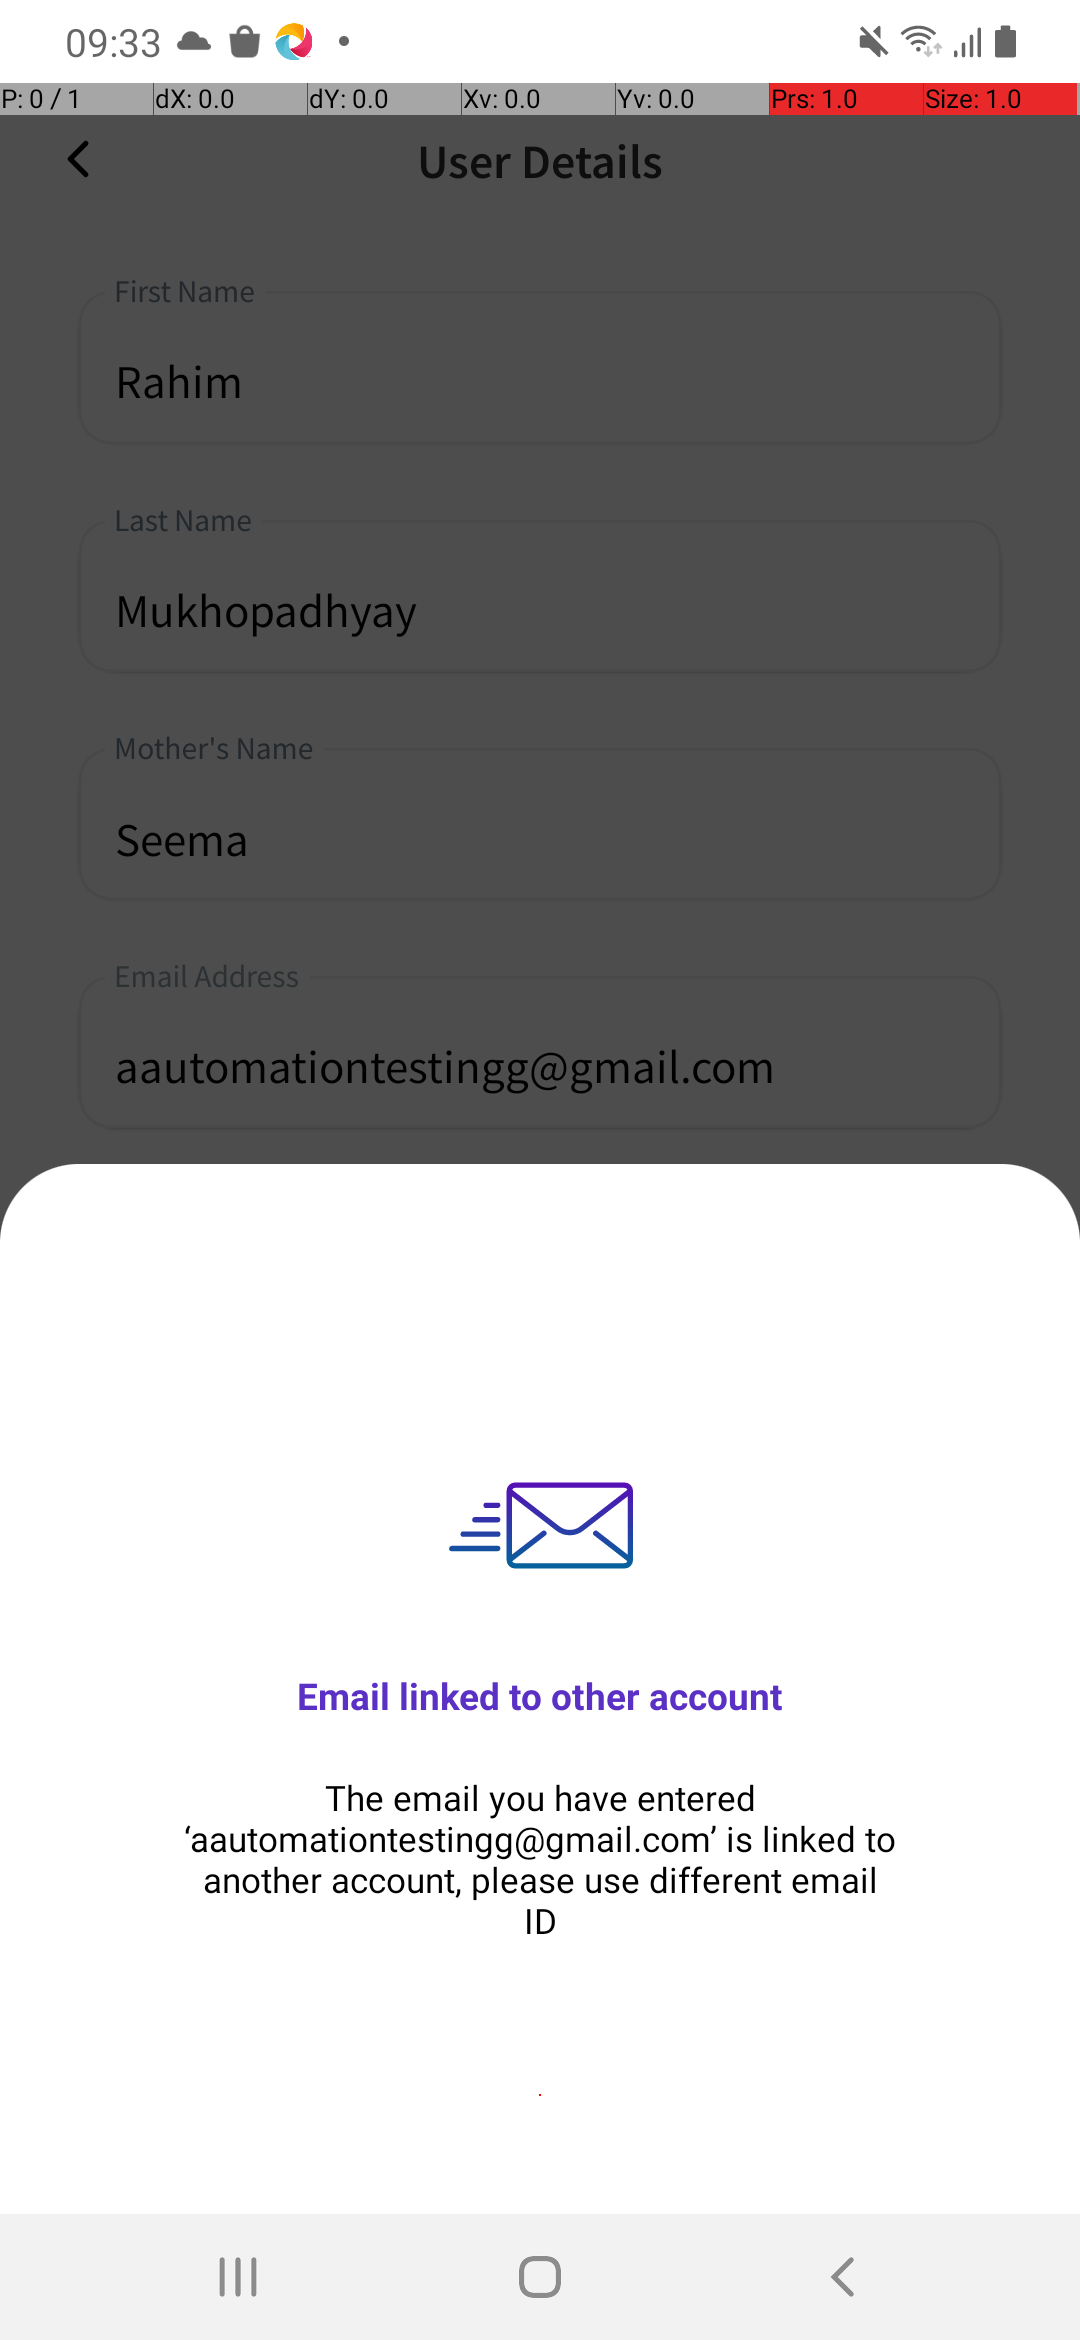 09:33
P: 0 / 1 dX: 0.0 dY: 0.0 Xv: 0.0 Yv: 0.0 Prs: 1.0 Size: 1.0
User Details
First Name
Rahim
Last Name
Mukhopadhyay
Mother's Name
Seema
Email Address
aautomationtestingg@gmail.com
Email linked to other account
The email you have entered
‘aautomationtestingg@gmail.com’ is linked to
another account, please use different email
ID